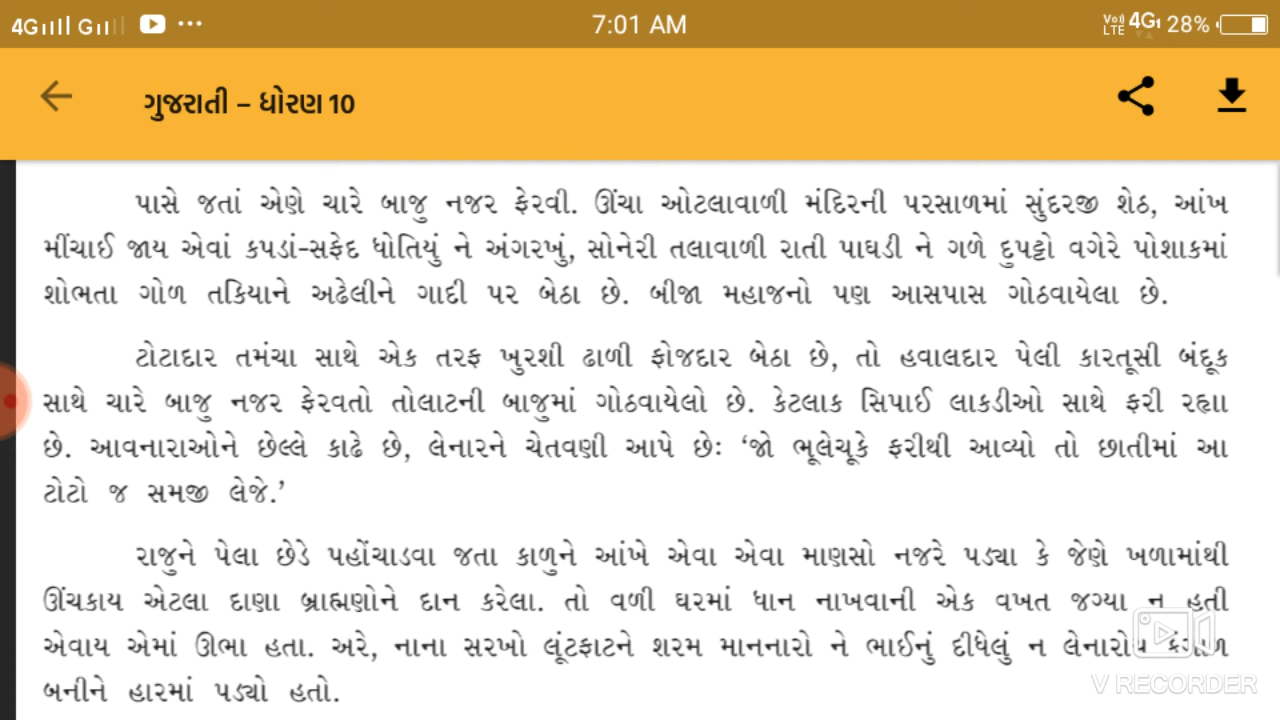 4G G ... 7:01 AM Vo) LTE 4G 28%
ગુજરાતી – ધોરણ 10
પાસે જતાં એણે ચારે બાજુ નજર ફેરવી. ઊંચા ઓટલાવાળી મંદિરની પરસાળમાં સુંદરજી શેઠ, આંખ
મીંચાઈ જાય એવાં કપડાં-સફેદ ધોતિયું ને અંગરખું, સોનેરી તલાવાળી રાતી પાઘડી ને ગળે દુપટ્ટો વગેરે પોશાકમાં
શોભતા ગોળ તકિયાને અઢેલીને ગાદી પર બેઠા છે. બીજા મહાજનો પણ આસપાસ ગોઠવાયેલા છે.
ટોટાદાર તમંચા સાથે એક તરફ ખુરશી ઢાળી ફોજદાર બેઠા છે, તો હવાલદાર પેલી કારતૂસી બંદૂક
સાથે ચારે બાજુ નજર ફેરવતો તોલાટની બાજુમાં ગોઠવાયેલો છે. કેટલાક સિપાઈ લાકડીઓ સાથે ફરી રહ્યા
છે. આવનારાઓને છેલ્લે કાઢે છે, લેનારને ચેતવણી આપે છેઃ ‘જો ભૂલેચૂકે ફરીથી આવ્યો તો છાતીમાં આ
ટોટો જ સમજી લેજે.’
રાજુને પેલા છેડે પહોંચાડવા જતા કાળુને આંખે એવા એવા માણસો નજરે પડ્યા કે જેણે ખળામાંથી
ઊંચકાય એટલા દાણા બ્રાહ્મણોને દાન કરેલા. તો વળી ઘરમાં ધાન નાખવાની એક વખત જગ્યા ન હતી
એવાય એમાં ઊભા હતા. અરે, નાના સરખો લૂંટફાટને શરમ માનનારો ને ભાઈનું દીધેલું ન લેનારોય
બનીને હારમાં પડ્યો હતો.
V RECORDER